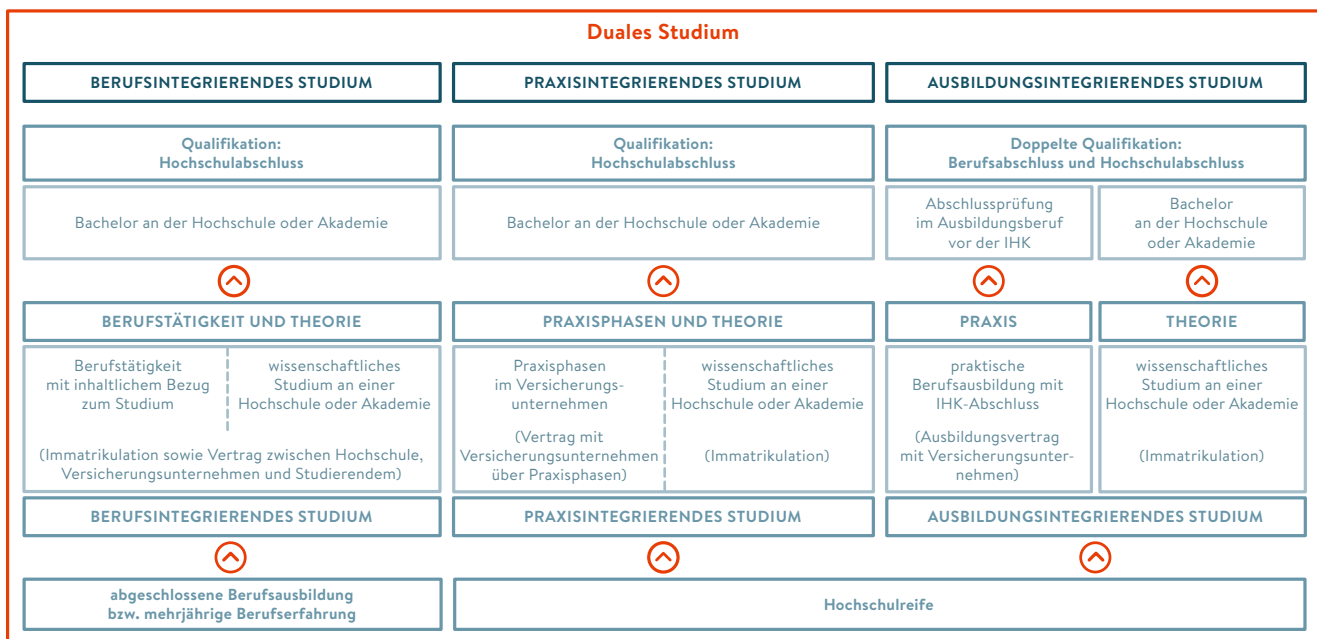 Duales Studium
BERUFSINTEGRIERENDES STUDIUM
PRAXISINTEGRIERENDES STUDIUM
AUSBILDUNGSINTEGRIERENDES STUDIUM
Qualifikation:
Hochschulabschluss
Qualifikation:
Hochschulabschluss
Doppelte Qualifikation:
Berufsabschluss und Hochschulabschluss
Bachelor an der Hochschule oder Akademie
Bachelor an der Hochschule oder Akademie
Abschlussprüfung
im Ausbildungsberuf
vor der IHK
Bachelor
an der Hochschule
oder Akademie
BERUFSTÄTIGKEIT UND THEORIE
PRAXISPHASEN UND THEORIE
PRAXIS
THEORIE
Berufstätigkeit
mit inhaltlichem Bezug
zum Studium
wissenschaftliches
Studium an einer
Hochschule oder Akademie
(Immatrikulation sowie Vertrag zwischen Hochschule,
Versicherungsunternehmen und Studierendem)
Praxisphasen
im Versicherungs-
unternehmen
(Vertrag mit
Versicherungsunternehmen
über Praxisphasen)
wissenschaftliches
Studium an einer
Hochschule oder Akademie
(Immatrikulation)
praktische
Berufsausbildung mit
IHK-Abschluss
(Ausbildungsvertrag
mit Versicherungsunter-
nehmen)
wissenschaftliches
Studium an einer
Hochschule oder Akademie
(Immatrikulation)
BERUFSINTEGRIERENDES STUDIUM
PRAXISINTEGRIERENDES STUDIUM
AUSBILDUNGSINTEGRIERENDES STUDIUM
abgeschlossene Berufsausbildung
bzw. mehrjährige Berufserfahrung
Hochschulreife